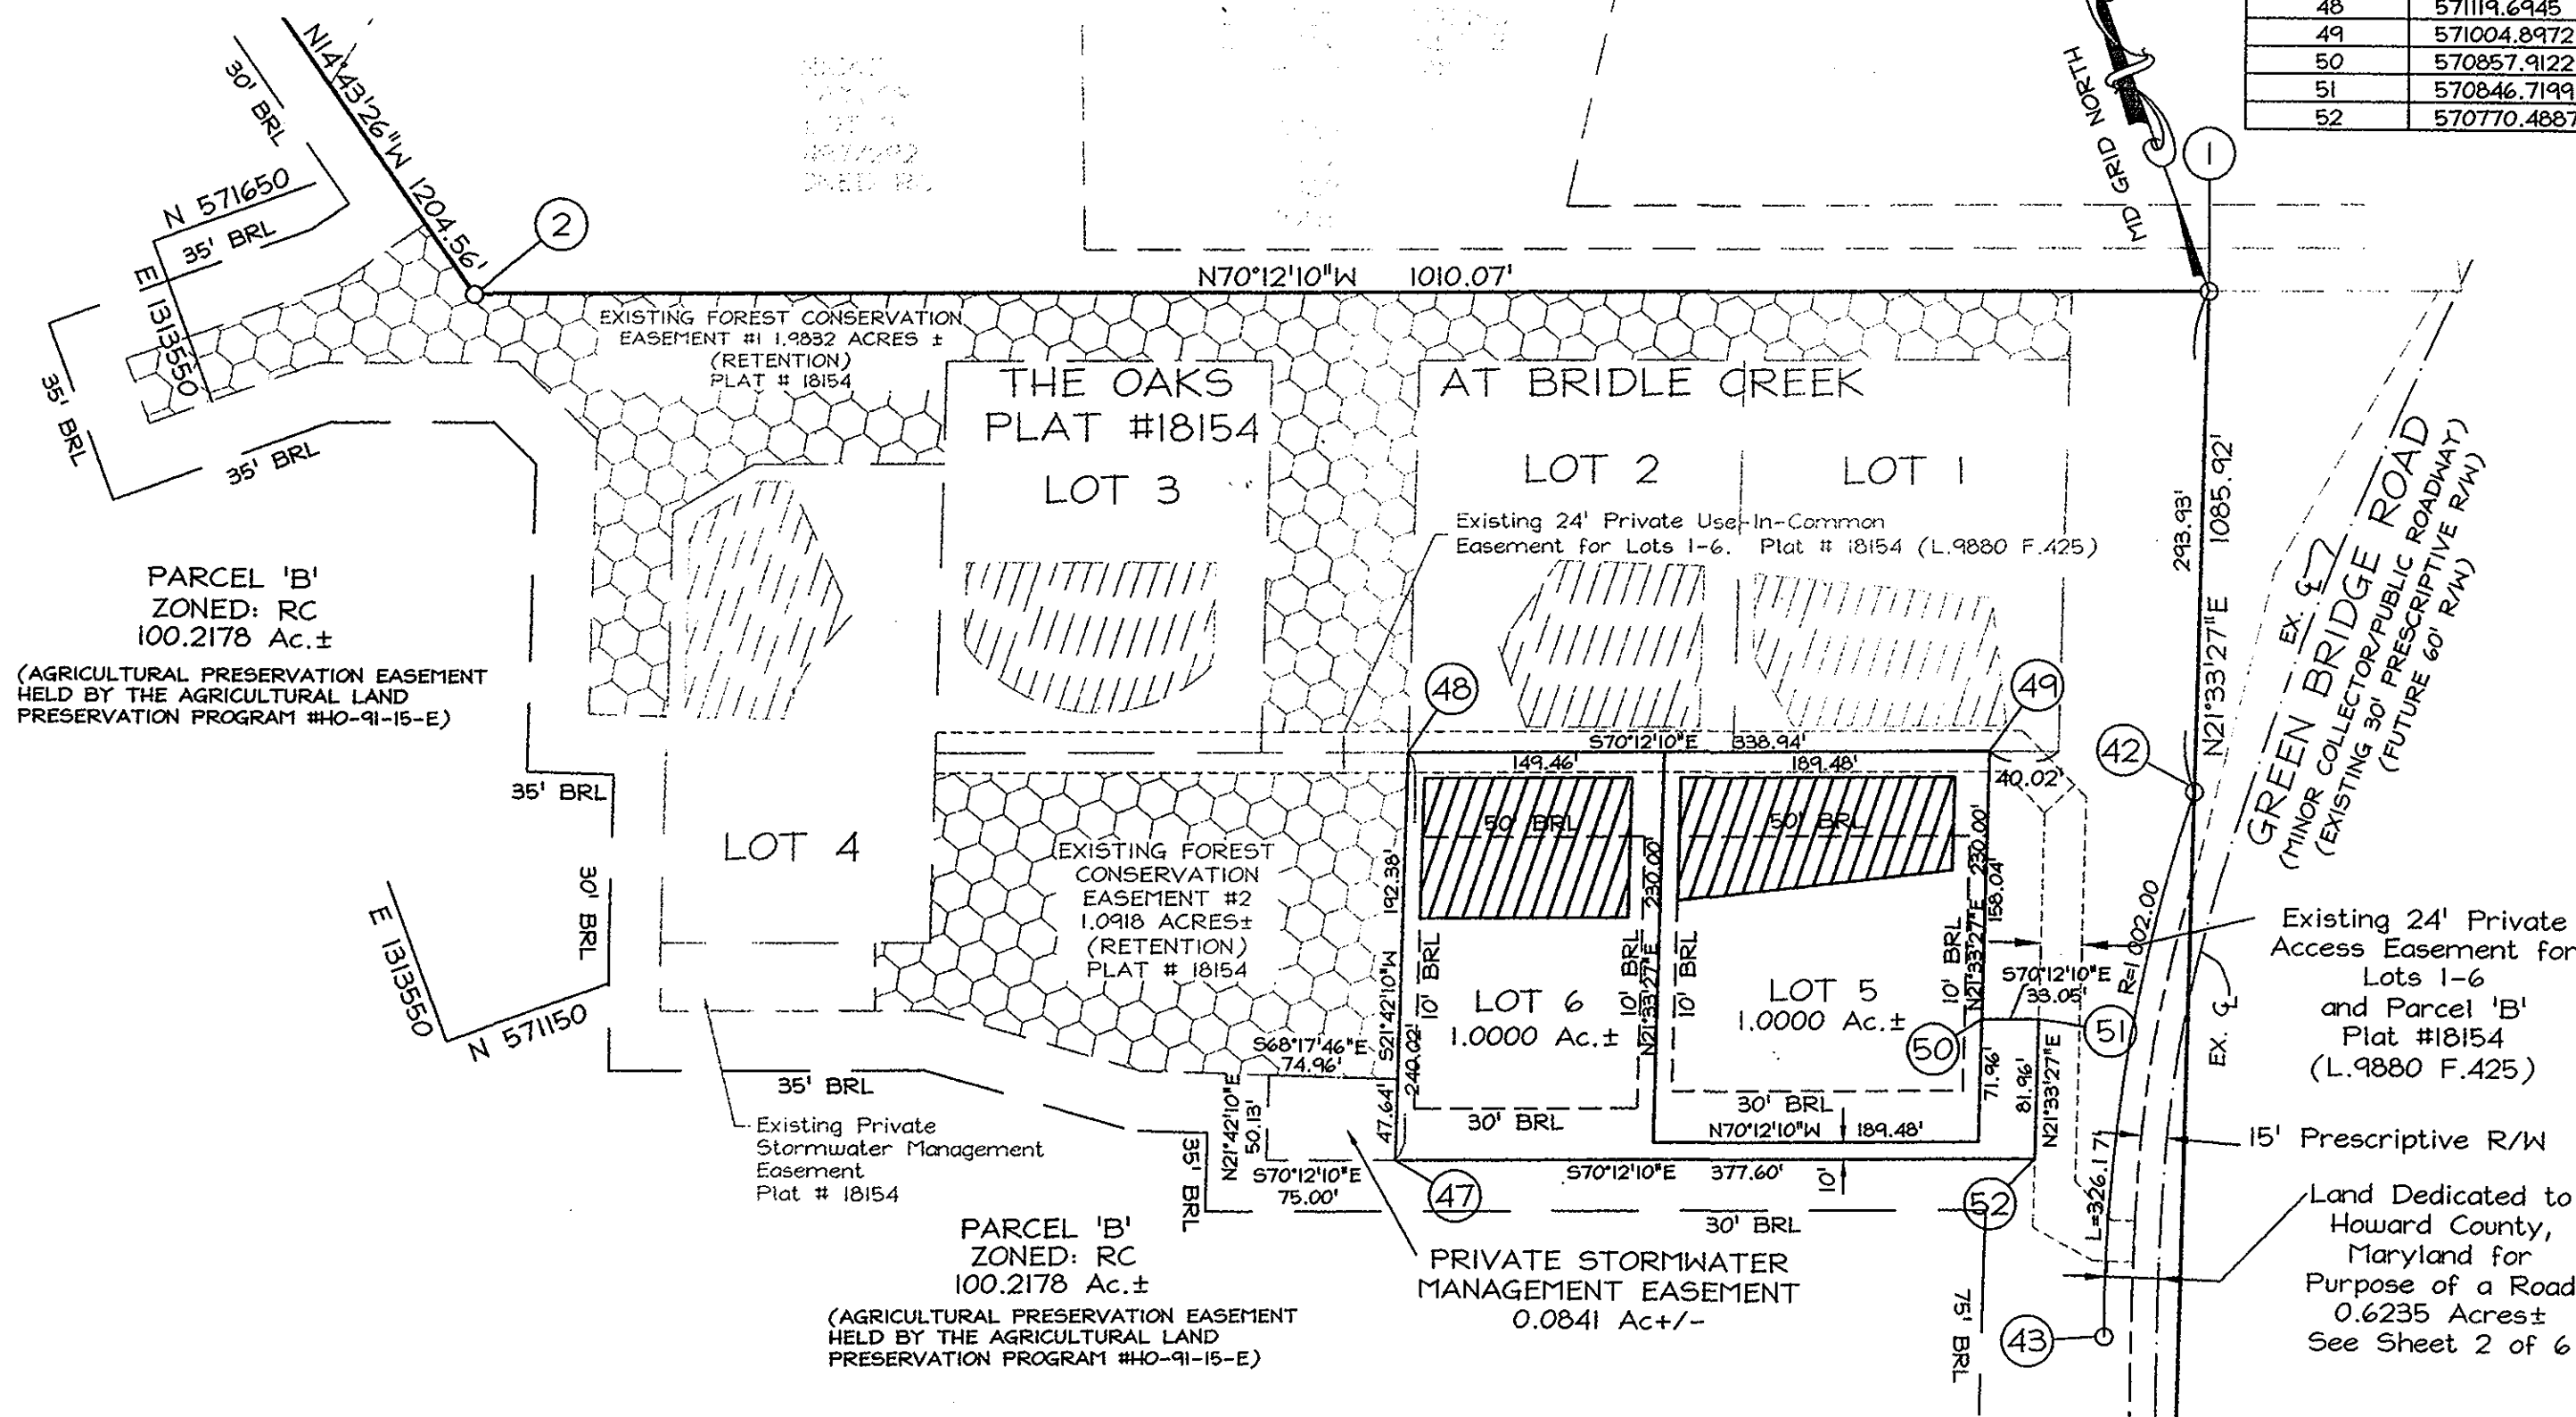 48 571119.6945
49 571004.8972
50 570857.9122
51 570846.7199
52 570770.4887
MD GRID NORTH
1
N14°43'26"W 1204.56'
30' BRL
N 571650
35' BRL
E 1313550
2
N70°12'10"W 1010.07'
EXISTING FOREST CONSERVATION
EASEMENT #1 1.9832 ACRES ±
(RETENTION)
PLAT # 18154
THE OAKS AT BRIDLE CREEK
PLAT #18154
35' BRL
35' BRL
LOT 3
LOT 2
LOT 1
Existing 24' Private Use-In-Common
Easement for Lots 1-6. Plat # 18154 (L.9880 F.425)
293.93'
N21°33'27"E 1085.92'
EX. ℄
GREEN BRIDGE ROAD
(MINOR COLLECTOR/PUBLIC ROADWAY)
(EXISTING 30' PRESCRIPTIVE R/W)
(FUTURE 60' R/W)
PARCEL 'B'
ZONED: RC
100.2178 Ac.±
(AGRICULTURAL PRESERVATION EASEMENT
HELD BY THE AGRICULTURAL LAND
PRESERVATION PROGRAM #HO-91-15-E)
48
49
42
S70°12'10"E 338.94'
149.46'
189.48'
40.02'
35' BRL
LOT 4
30' BRL
E 1313550
N 571150
EXISTING FOREST
CONSERVATION
EASEMENT #2
1.0918 ACRES±
(RETENTION)
PLAT # 18154
50' BRL
50' BRL
192.38'
S21°42'10"W
240.02'
47.64'
10' BRL
LOT 6
1.0000 Ac.±
10' BRL
N21°33'27"E 230.00'
10' BRL
LOT 5
1.0000 Ac.±
10' BRL
N21°33'27"E 230.00'
158.04'
S70°12'10"E
33.05'
50
51
71.96'
81.96'
N21°33'27"E
R=1002.00
L=326.17'
EX. ℄
Existing 24' Private
Access Easement for
Lots 1-6
and Parcel 'B'
Plat #18154
(L.9880 F.425)
S68°17'46"E
74.96'
35' BRL
N21°42'10"E
50.13'
35' BRL
S70°12'10"E
75.00'
30' BRL
30' BRL
N70°12'10"W 189.48'
S70°12'10"E 377.60'
10'
47
52
30' BRL
Existing Private
Stormwater Management
Easement
Plat # 18154
15' Prescriptive R/W
Land Dedicated to
Howard County,
Maryland for
Purpose of a Road
0.6235 Acres±
See Sheet 2 of 6
PRIVATE STORMWATER
MANAGEMENT EASEMENT
0.0841 Ac+/-
PARCEL 'B'
ZONED: RC
100.2178 Ac.±
(AGRICULTURAL PRESERVATION EASEMENT
HELD BY THE AGRICULTURAL LAND
PRESERVATION PROGRAM #HO-91-15-E)
75' BRL
43